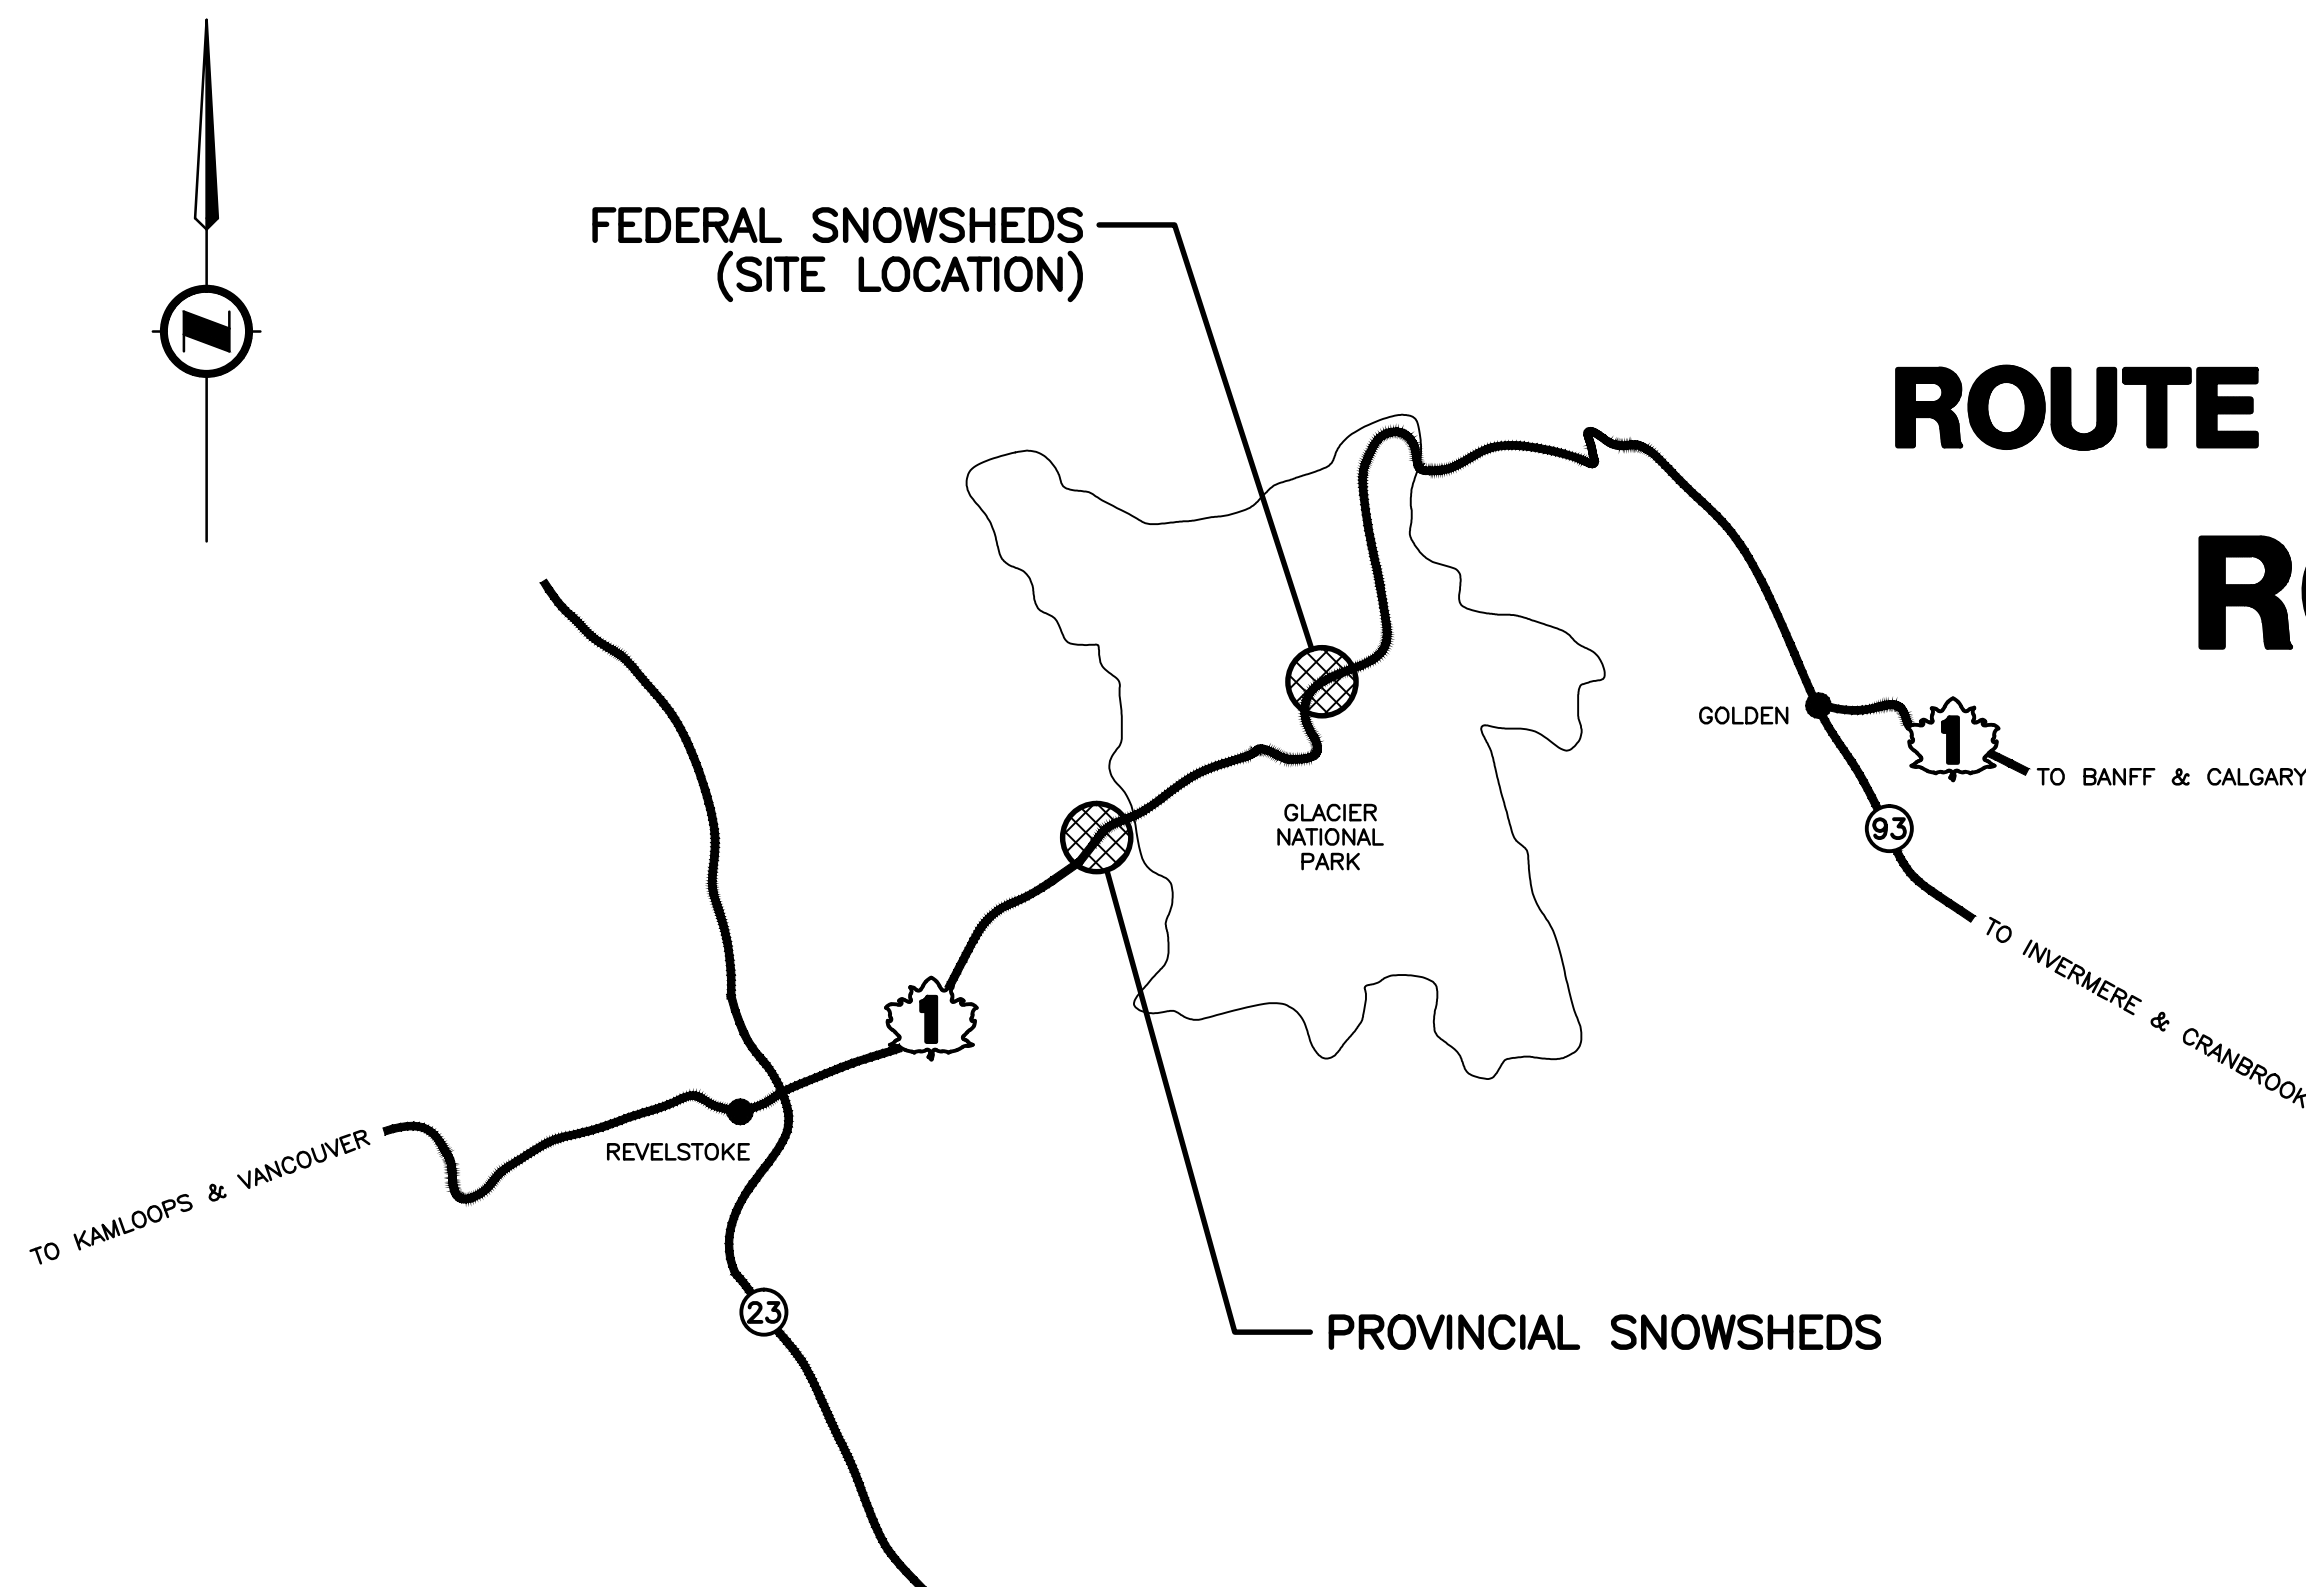 FEDERAL SNOWSHEDS
(SITE LOCATION)
ROUTE
GOLDEN
1
TO BANFF & CALGARY
GLACIER
NATIONAL
PARK
93
TO INVERMERE & CRANBROOK
1
REVELSTOKE
TO KAMLOOPS & VANCOUVER
23
PROVINCIAL SNOWSHEDS